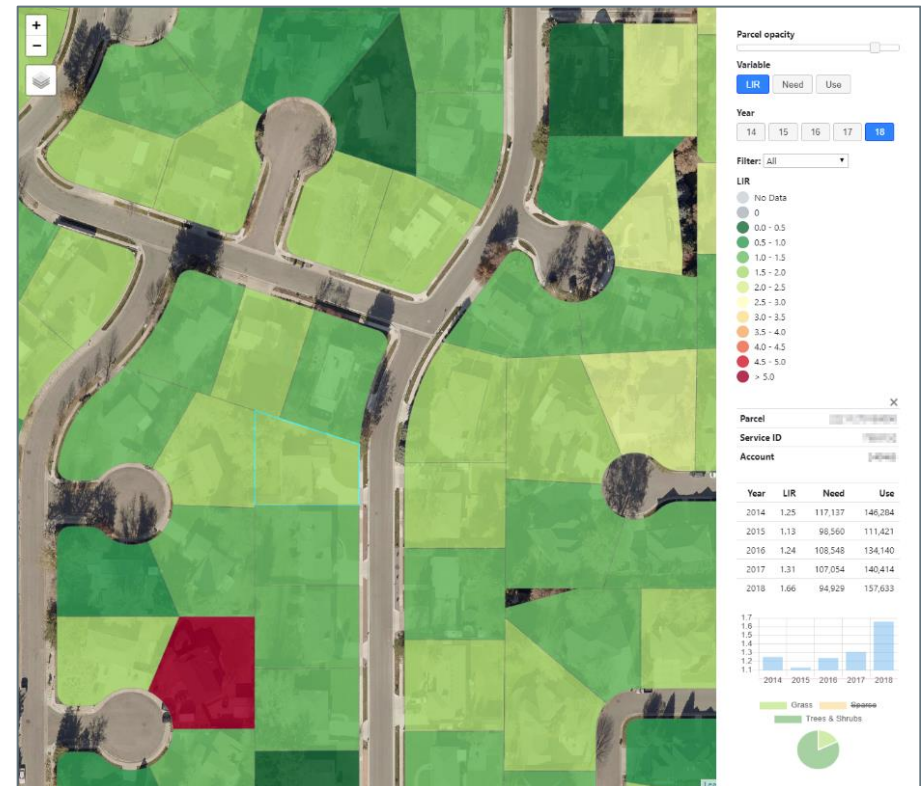 +
−
Parcel opacity
Variable
LIR Need Use
Year
14 15 16 17 18
Filter: All
LIR
No Data
0
0.0 - 0.5
0.5 - 1.0
1.0 - 1.5
1.5 - 2.0
2.0 - 2.5
2.5 - 3.0
3.0 - 3.5
3.5 - 4.0
4.0 - 4.5
4.5 - 5.0
> 5.0
×
Parcel
Service ID
Account
Year LIR Need Use
2014 1.25 117,137 146,284
2015 1.13 98,560 111,421
2016 1.24 108,548 134,140
2017 1.31 107,054 140,414
2018 1.66 94,929 157,633
1.7
1.6
1.5
1.4
1.3
1.2
1.1
2014 2015 2016 2017 2018
Grass Sparse
Trees & Shrubs